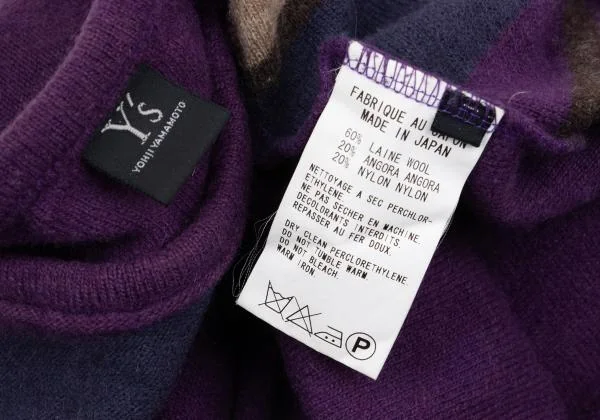 Y's
YOHJI YAMAMOTO
FABRIQUE AU JAPON
MADE IN JAPAN
60% LAINE WOOL
20% ANGORA ANGORA
20% NYLON NYLON
NETTOYAGE A SEC PERCHLOR-
ETHYLENE.
NE PAS SECHER EN MACHINE.
DECOLORANTS INTERDITS.
REPASSER AU FER DOUX.
DRY CLEAN PERCLORETHYLENE.
DO NOT TUMBLE WARM.
DO NOT BLEACH.
WARM IRON.
P